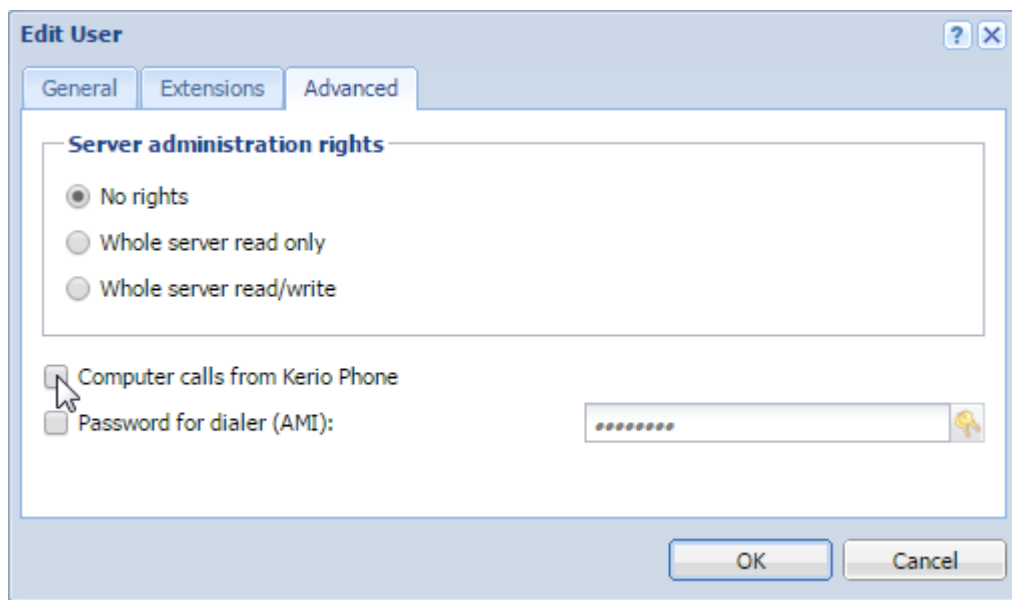 Edit User
General Extensions Advanced
Server administration rights
No rights
Whole server read only
Whole server read/write
Computer calls from Kerio Phone
Password for dialer (AMI):
OK Cancel